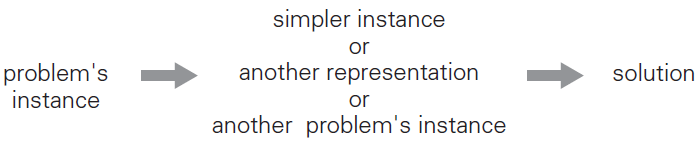 problem's
instance
simpler instance
or
another representation
or
another problem's instance
solution